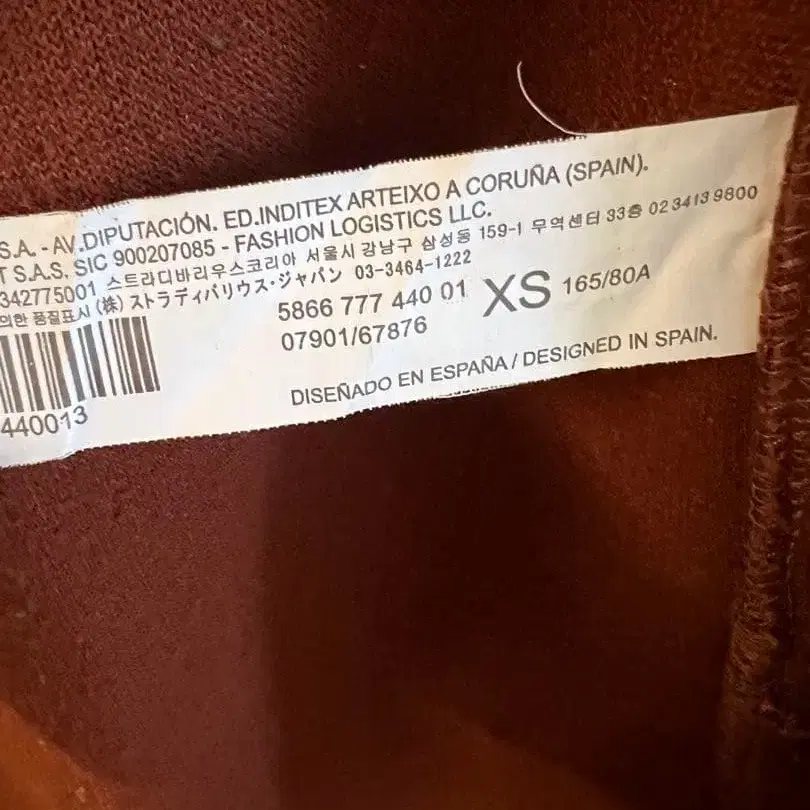 S.A. - AV.DIPUTACIÓN. ED.INDITEX ARTEIXO A CORUÑA (SPAIN).
T S.A.S. SIC 900207085 - FASHION LOGISTICS LLC.
342775001 스트라디바리우스코리아 서울시 강남구 삼성동 159-1 무역센터 33층 02 3413 9800
의한 품질표시 (株) ストラディバリウス・ジャパン 03-3464-1222
5866 777 440 01 XS 165/80A
07901/67876
440013
DISEÑADO EN ESPAÑA / DESIGNED IN SPAIN.